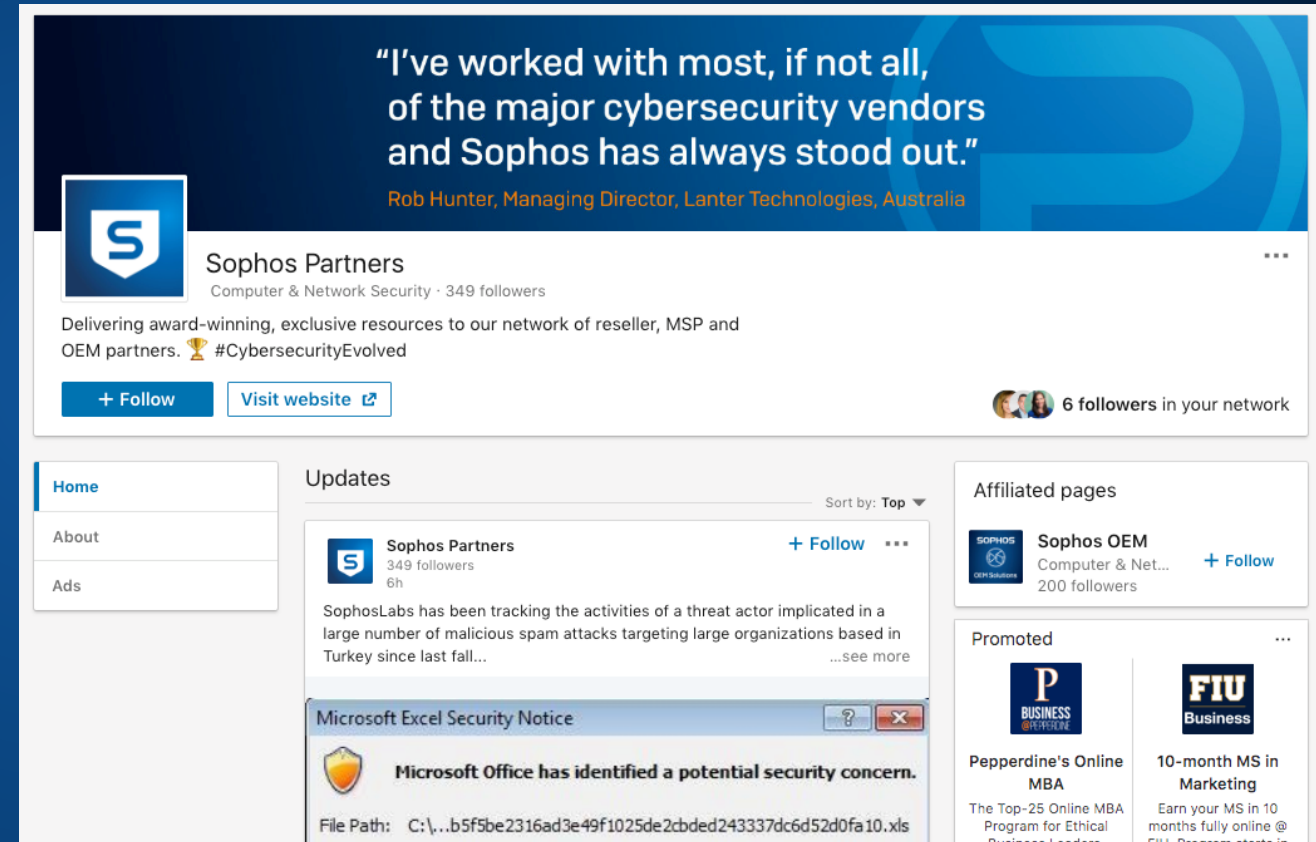 “I’ve worked with most, if not all,
of the major cybersecurity vendors
and Sophos has always stood out.”
Rob Hunter, Managing Director, Lanter Technologies, Australia
S
Sophos Partners
Computer & Network Security · 349 followers
Delivering award-winning, exclusive resources to our network of reseller, MSP and
OEM partners. 🏆 #CybersecurityEvolved
+ Follow
Visit website
6 followers in your network
Home
About
Ads
Updates
Sort by: Top
S
Sophos Partners
349 followers
6h
+ Follow
SophosLabs has been tracking the activities of a threat actor implicated in a
large number of malicious spam attacks targeting large organizations based in
Turkey since last fall...
...see more
Microsoft Excel Security Notice
?
Microsoft Office has identified a potential security concern.
File Path: C:\...b5f5be2316ad3e49f1025de2cbded243337dc6d52d0fa10.xls
Affiliated pages
SOPHOS
OEM Solutions
Sophos OEM
Computer & Net...
200 followers
+ Follow
Promoted
...
P
BUSINESS
@PEPPERDINE
Pepperdine's Online
MBA
The Top-25 Online MBA
Program for Ethical
Business Leaders
FIU
Business
10-month MS in
Marketing
Earn your MS in 10
months fully online @
FIU. Program starts in